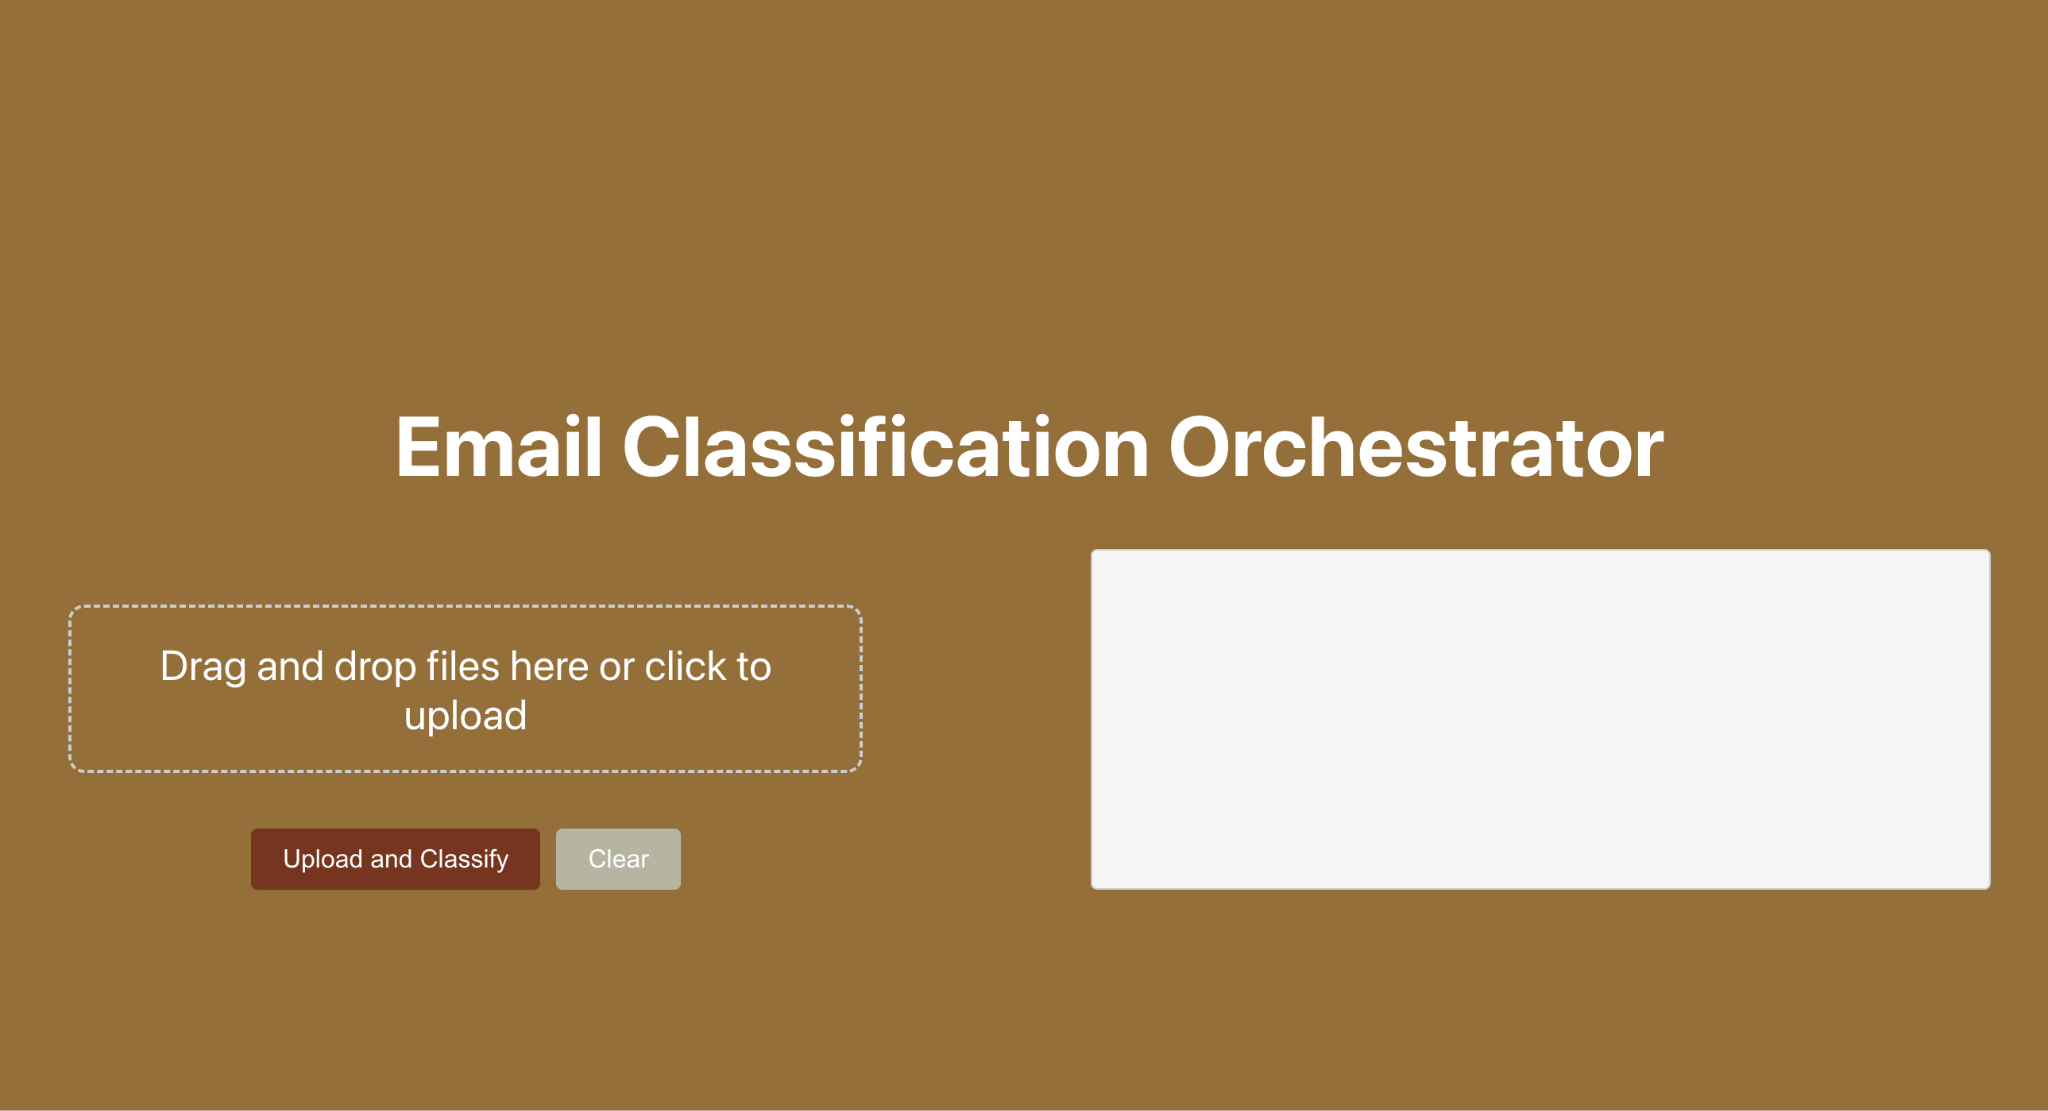 Email Classification Orchestrator
Drag and drop files here or click to
upload
Upload and Classify
Clear